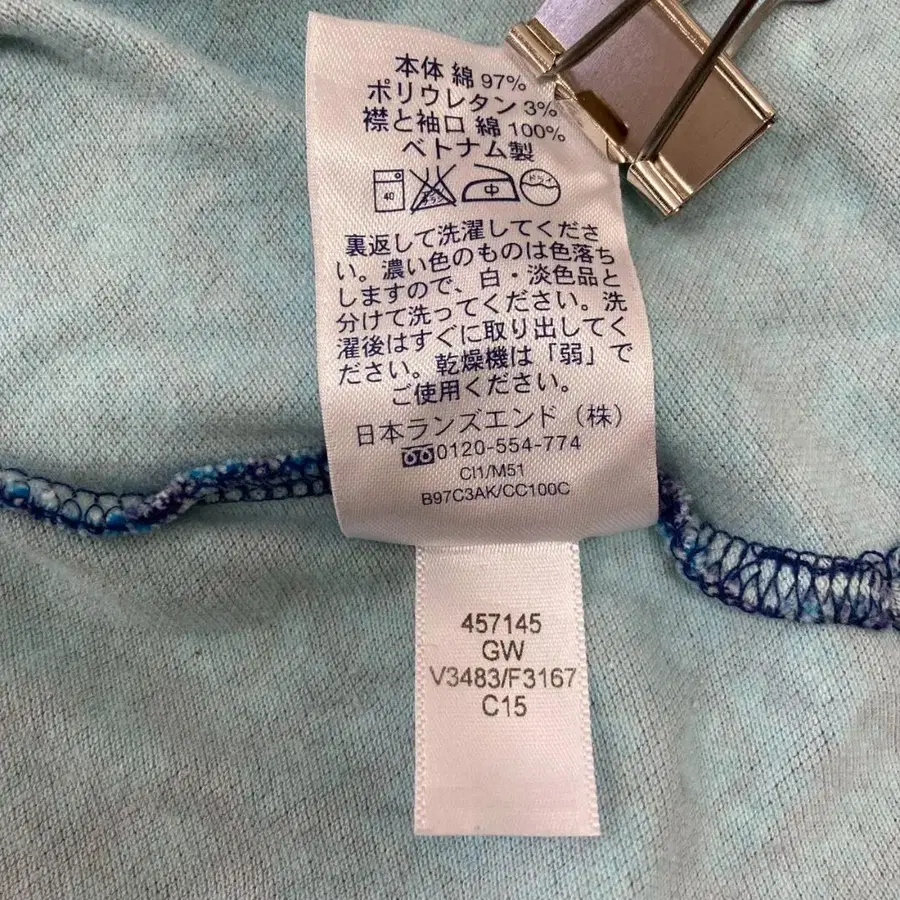 本体 綿 97%
ポリウレタン 3%
襟と袖口 綿 100%
ベトナム製
40 中 ドライ
裏返して洗濯してくださ
い。濃い色のものは色落ち
しますので、白・淡色品と
分けて洗ってください。洗
濯後はすぐに取り出してく
ださい。乾燥機は「弱」で
ご使用ください。
日本ランズエンド（株）
0120-554-774
CI1/M51
B97C3AK/CC100C
457145
GW
V3483/F3167
C15